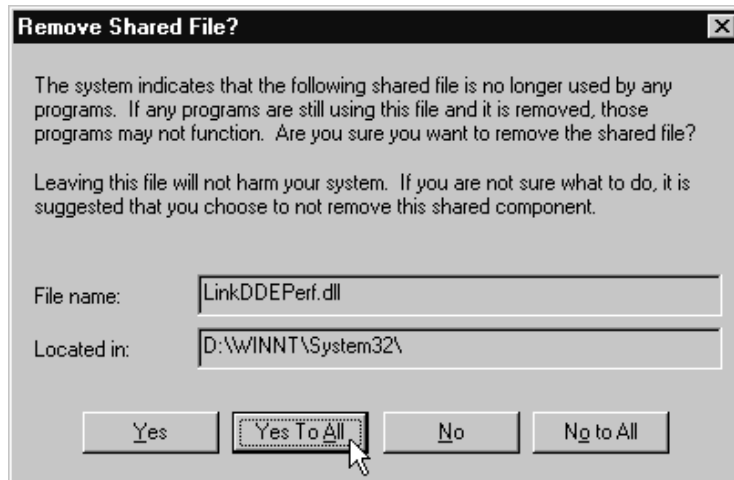 Remove Shared File?
The system indicates that the following shared file is no longer used by any
programs. If any programs are still using this file and it is removed, those
programs may not function. Are you sure you want to remove the shared file?
Leaving this file will not harm your system. If you are not sure what to do, it is
suggested that you choose to not remove this shared component.
File name: LinkDDEPerf.dll
Located in: D:\WINNT\System32\
Yes Yes To All No No to All